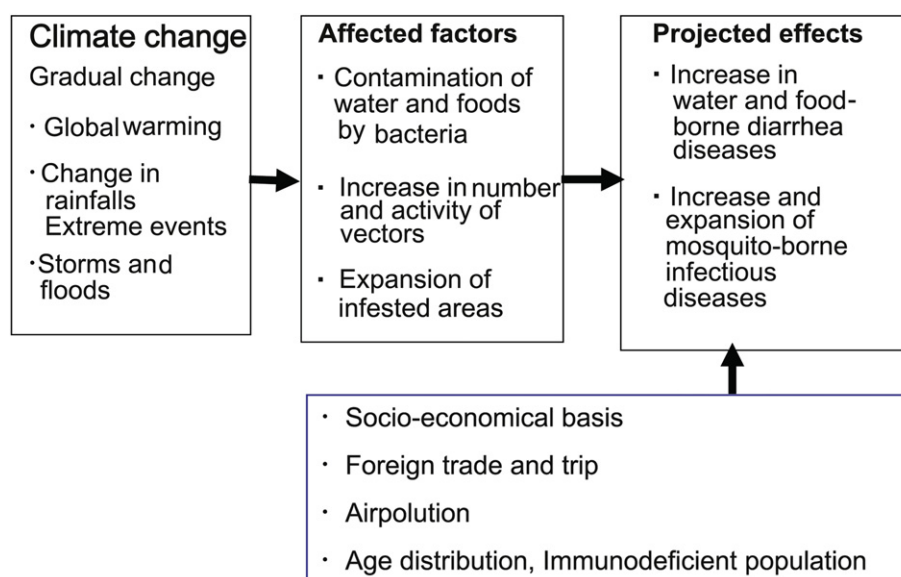 Climate change
Gradual change
· Global warming
· Change in
rainfalls
Extreme events
· Storms and
floods
Affected factors
· Contamination of
water and foods
by bacteria
· Increase in number
and activity of
vectors
· Expansion of
infested areas
Projected effects
· Increase in
water and food-
borne diarrhea
diseases
· Increase and
expansion of
mosquito-borne
infectious
diseases
· Socio-economical basis
· Foreign trade and trip
· Airpolution
· Age distribution, Immunodeficient population